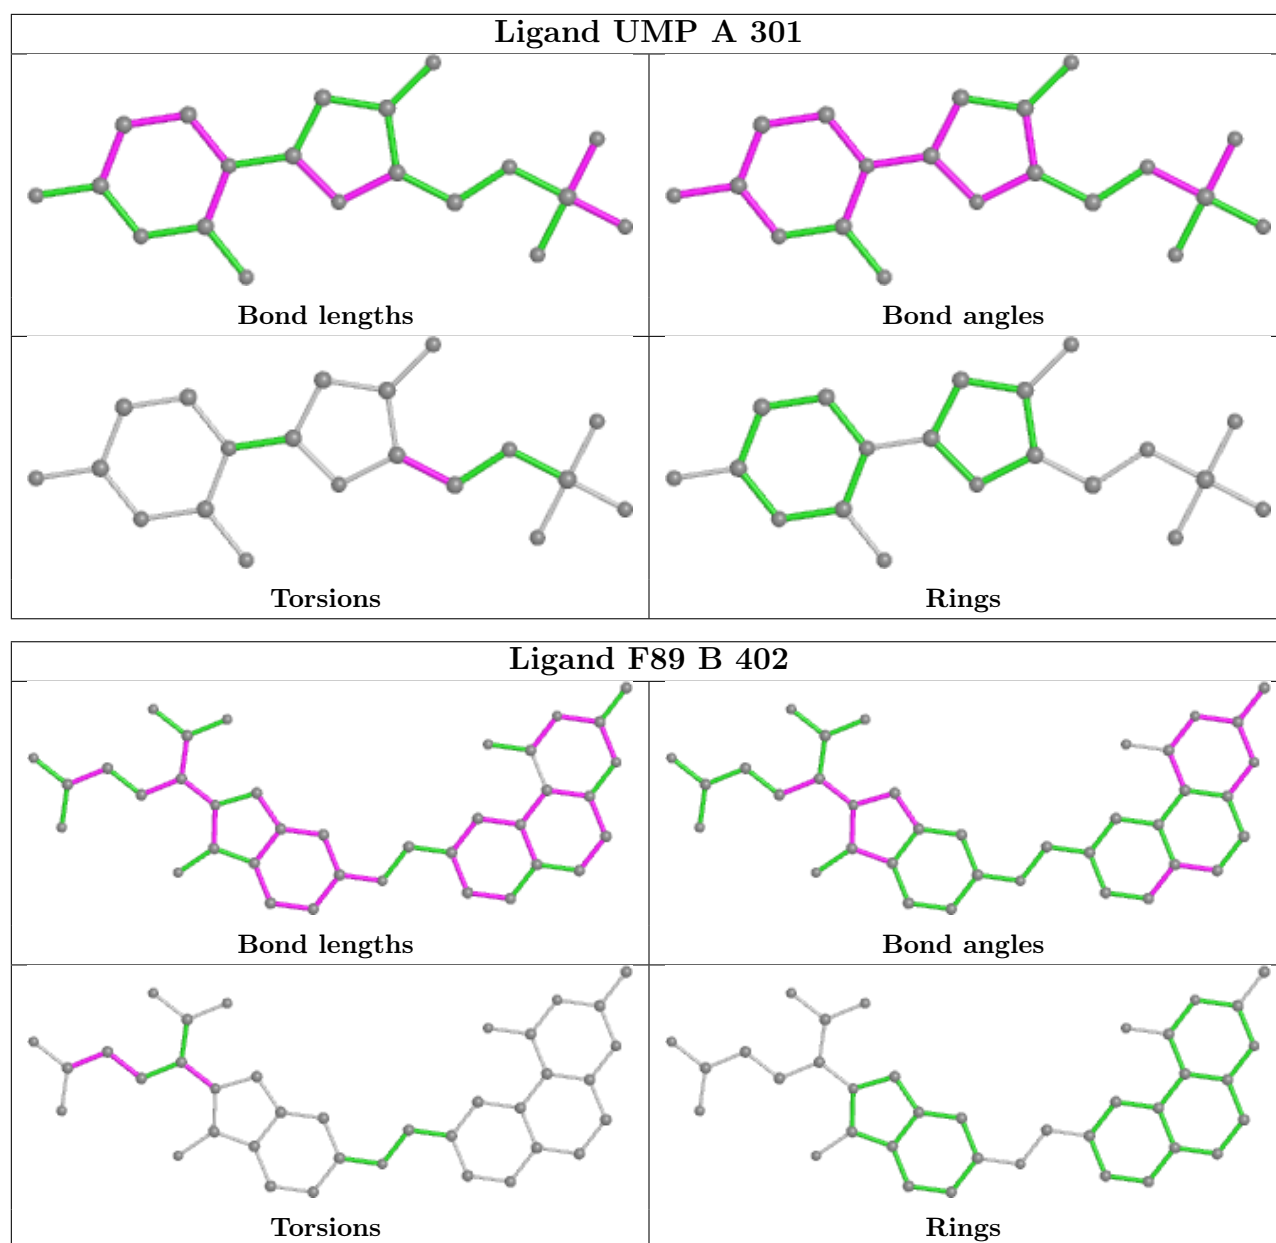 Ligand UMP A 301
Bond lengths
Bond angles
Torsions
Rings
Ligand F89 B 402
Bond lengths
Bond angles
Torsions
Rings